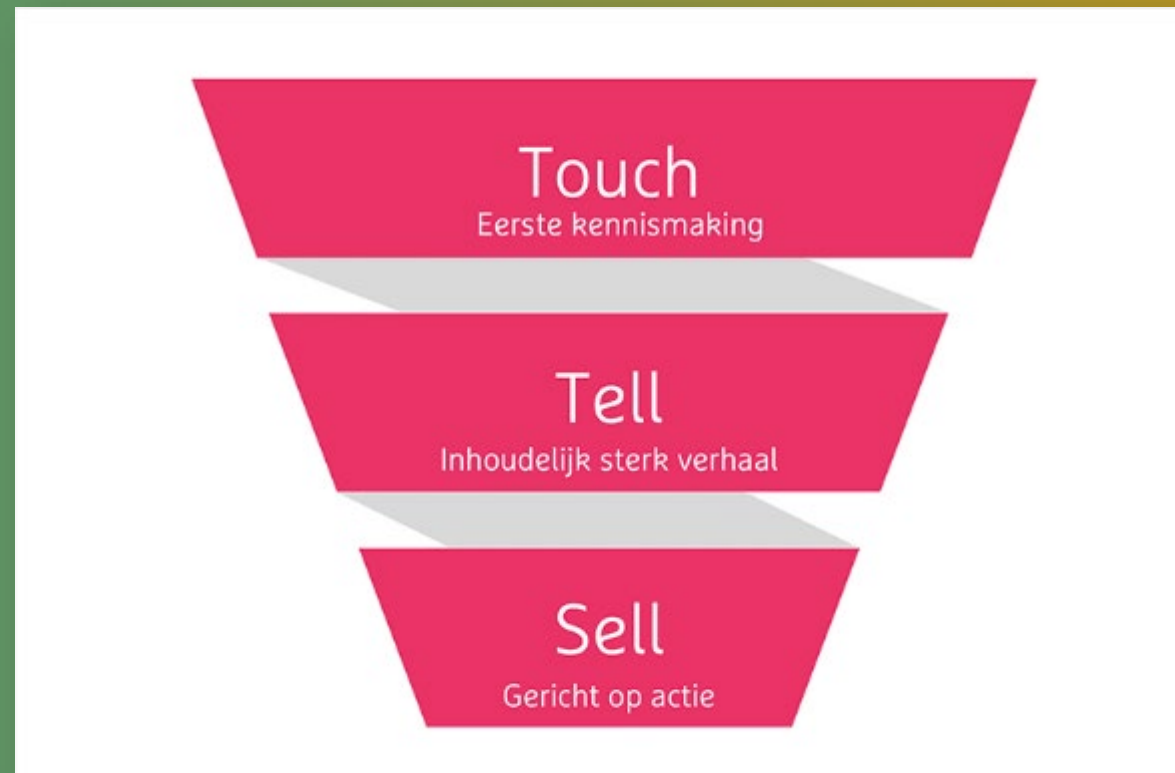 Touch
Eerste kennismaking
Tell
Inhoudelijk sterk verhaal
Sell
Gericht op actie